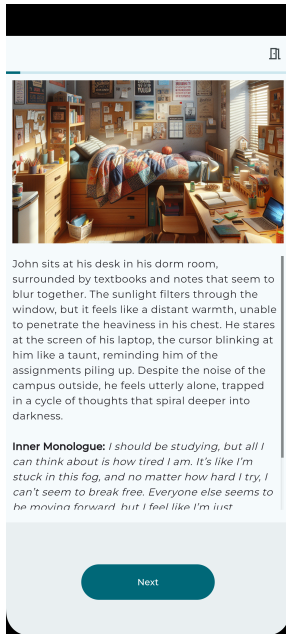 John sits at his desk in his dorm room,
surrounded by textbooks and notes that seem to
blur together. The sunlight filters through the
window, but it feels like a distant warmth, unable
to penetrate the heaviness in his chest. He stares
at the screen of his laptop, the cursor blinking at
him like a taunt, reminding him of the
assignments piling up. Despite the noise of the
campus outside, he feels utterly alone, trapped
in a cycle of thoughts that spiral deeper into
darkness.
Inner Monologue: I should be studying, but all I
can think about is how tired I am. It's like I'm
stuck in this fog, and no matter how hard I try, I
can't seem to break free. Everyone else seems to
be moving forward, but I feel like I'm just
Next